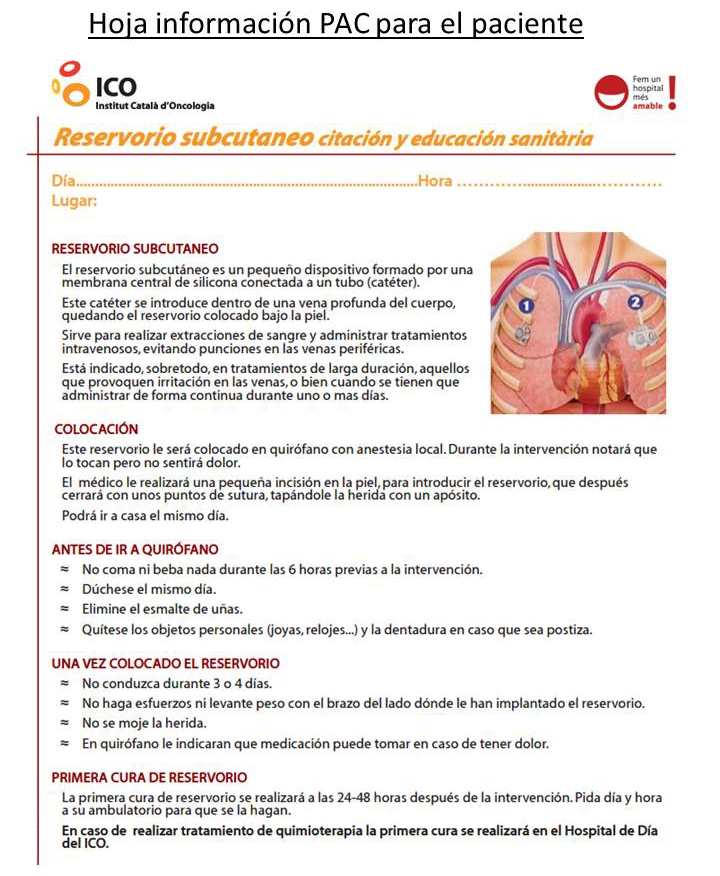 Hoja información PAC para el paciente
ICO
Institut Català d'Oncologia
Fem un
hospital
més
amable !
Reservorio subcutaneo citación y educación sanitària
Día..........................................................................................Hora ....................................................
Lugar:
RESERVORIO SUBCUTANEO
El reservorio subcutáneo es un pequeño dispositivo formado por una
membrana central de silicona conectada a un tubo (catéter).
Este catéter se introduce dentro de una vena profunda del cuerpo,
quedando el reservorio colocado bajo la piel.
Sirve para realizar extracciones de sangre y administrar tratamientos
intravenosos, evitando punciones en las venas periféricas.
Está indicado, sobretodo, en tratamientos de larga duración, aquellos
que provoquen irritación en las venas, o bien cuando se tienen que
administrar de forma continua durante uno o mas días.
1
2
COLOCACIÓN
Este reservorio le será colocado en quirófano con anestesia local. Durante la intervención notará que
lo tocan pero no sentirá dolor.
El médico le realizará una pequeña incisión en la piel, para introducir el reservorio, que después
cerrará con unos puntos de sutura, tapándole la herida con un apósito.
Podrá ir a casa el mismo día.
ANTES DE IR A QUIRÓFANO
≈ No coma ni beba nada durante las 6 horas previas a la intervención.
≈ Dúchese el mismo día.
≈ Elimine el esmalte de uñas.
≈ Quítese los objetos personales (joyas, relojes...) y la dentadura en caso que sea postiza.
UNA VEZ COLOCADO EL RESERVORIO
≈ No conduzca durante 3 o 4 días.
≈ No haga esfuerzos ni levante peso con el brazo del lado dónde le han implantado el reservorio.
≈ No se moje la herida.
≈ En quirófano le indicaran que medicación puede tomar en caso de tener dolor.
PRIMERA CURA DE RESERVORIO
La primera cura de reservorio se realizará a las 24-48 horas después de la intervención. Pida día y hora
a su ambulatorio para que se la hagan.
En caso de realizar tratamiento de quimioterapia la primera cura se realizará en el Hospital de Día
del ICO.